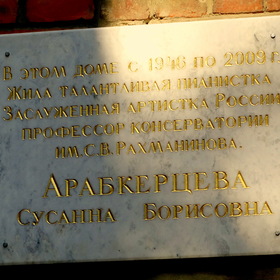 В этом доме с 1946 по 2009 г.
жила талантливая пианистка
Заслуженная артистка России
профессор консерватории
им. С.В. Рахманинова.
Арабкерцева
Сусанна Борисовна